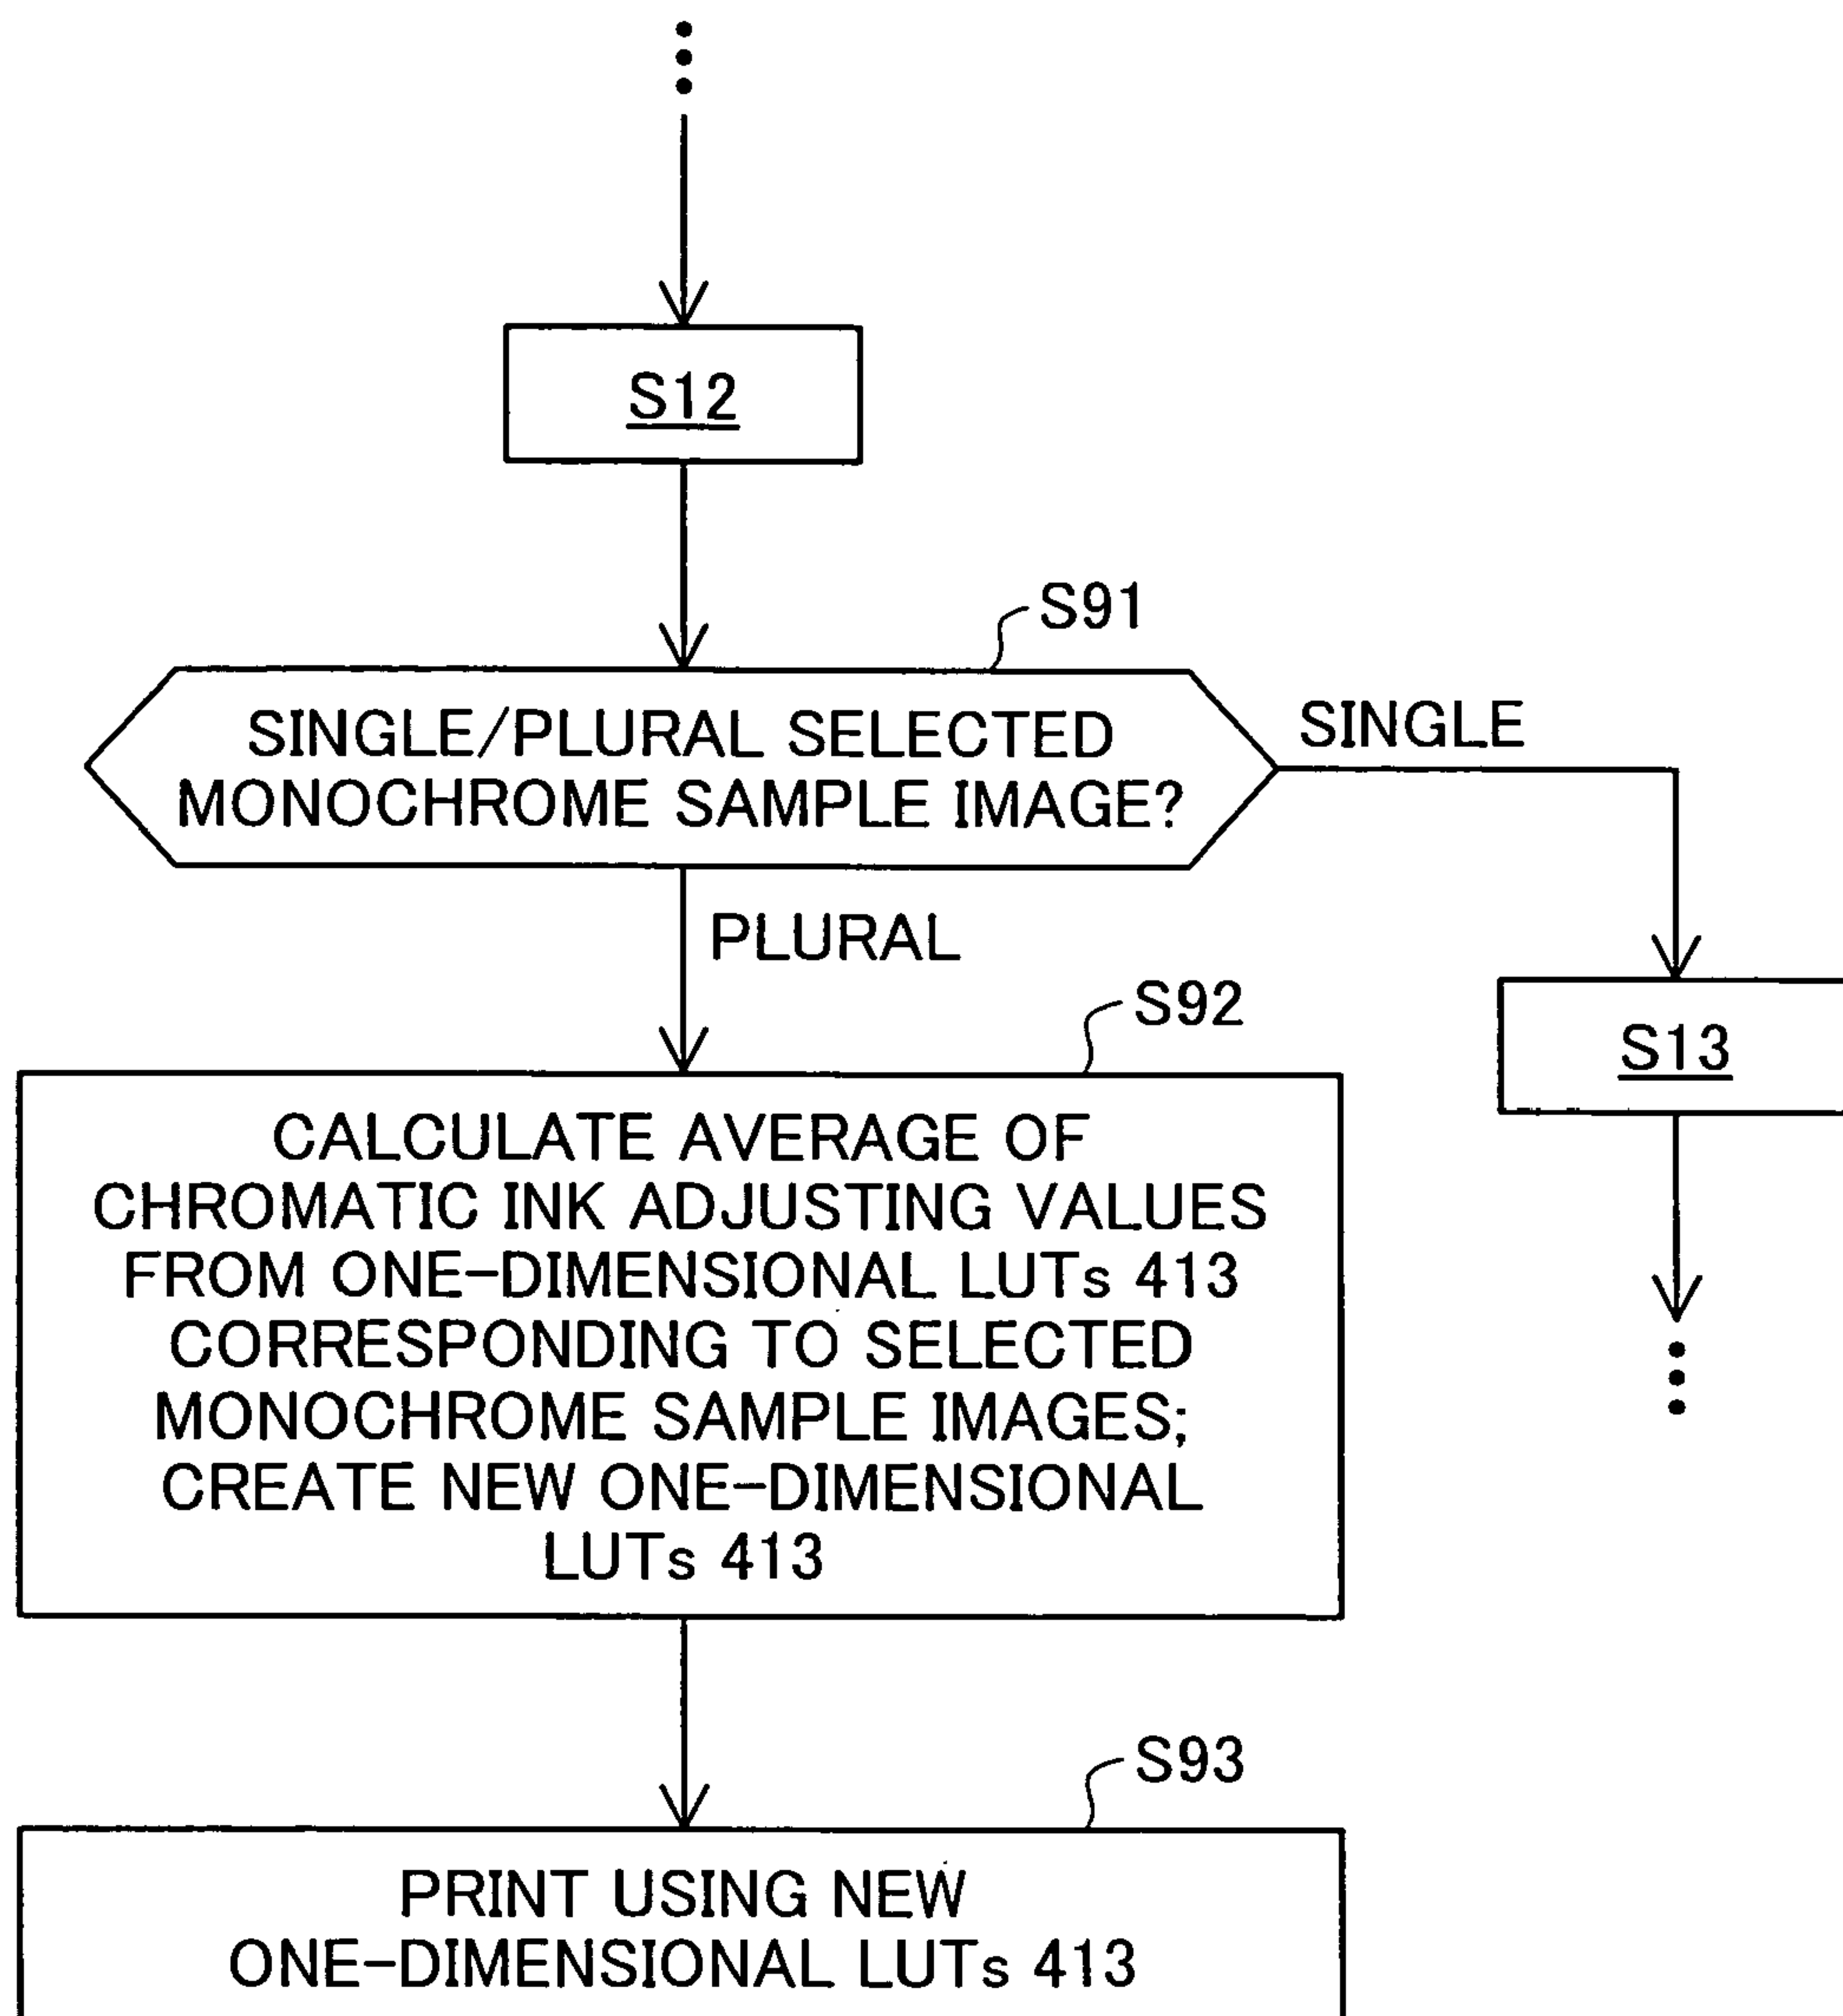 S12
S91
SINGLE/PLURAL SELECTED
MONOCHROME SAMPLE IMAGE?
SINGLE
PLURAL
S13
S92
CALCULATE AVERAGE OF
CHROMATIC INK ADJUSTING VALUES
FROM ONE-DIMENSIONAL LUTs 413
CORRESPONDING TO SELECTED
MONOCHROME SAMPLE IMAGES;
CREATE NEW ONE-DIMENSIONAL
LUTs 413
S93
PRINT USING NEW
ONE-DIMENSIONAL LUTs 413